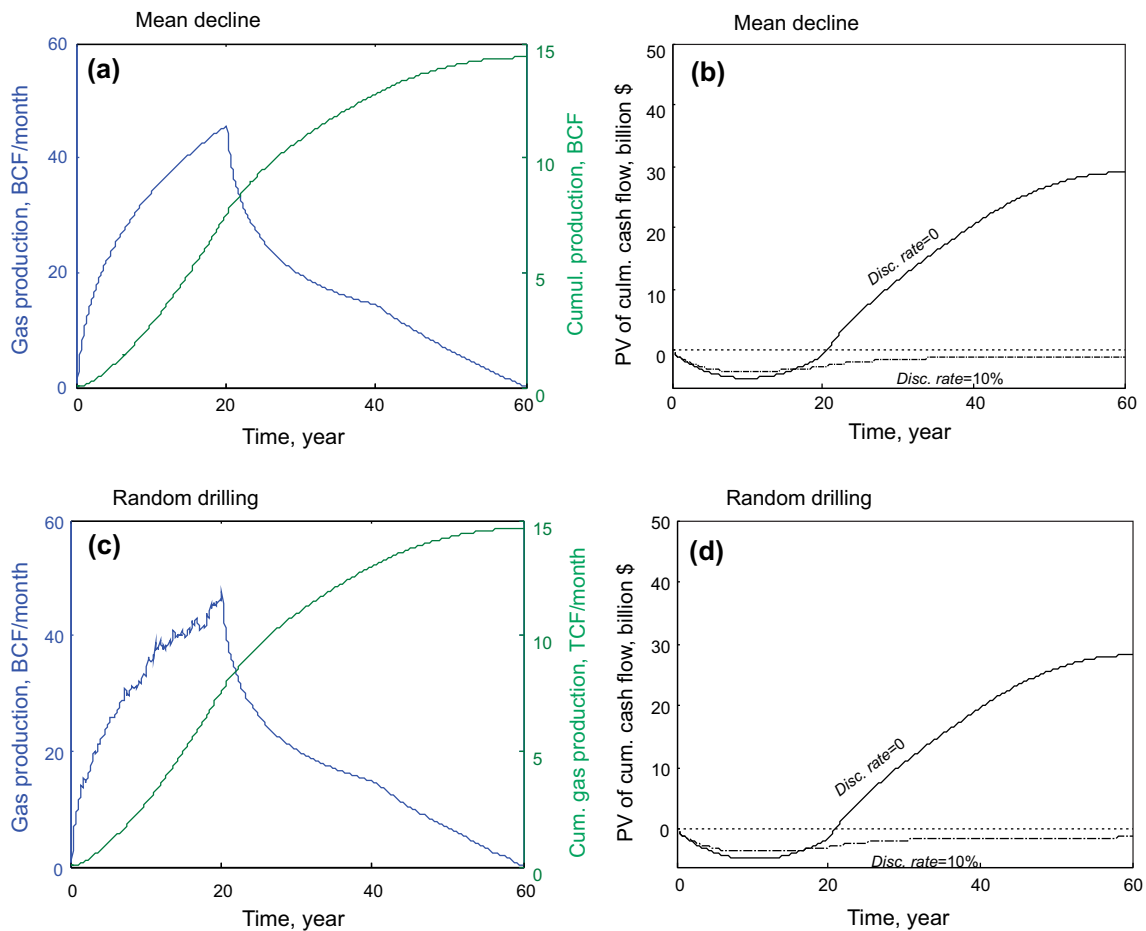 Mean decline
(a)
60
40
20
0
15
10
5
0
0
20
40
60
Gas production, BCF/month
Cumul. production, BCF
Time, year
Mean decline
(b)
50
40
30
20
10
0
0
20
40
60
PV of culm. cash flow, billion $
Disc. rate=0
Disc. rate=10%
Time, year
Random drilling
(c)
60
40
20
0
15
10
5
0
0
20
40
60
Gas production, BCF/month
Cum. gas production, TCF/month
Time, year
Random drilling
(d)
50
40
30
20
10
0
0
20
40
60
PV of cum. cash flow, billion $
Disc. rate=0
Disc. rate=10%
Time, year